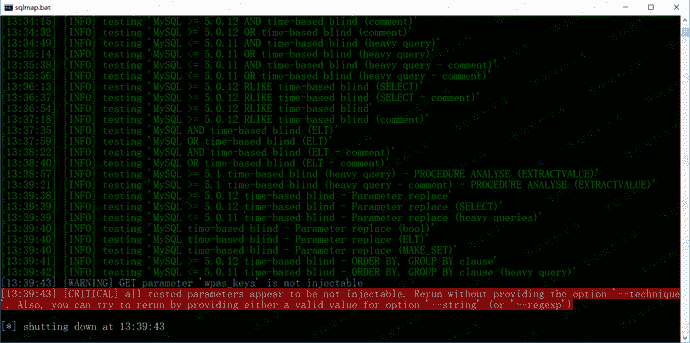 sqlmap.bat
[13:34:15] [INFO] testing 'MySQL >= 5.0.12 AND time-based blind (comment)'
[13:34:32] [INFO] testing 'MySQL >= 5.0.12 OR time-based blind (comment)'
[13:34:49] [INFO] testing 'MySQL <= 5.0.11 AND time-based blind (heavy query)'
[13:35:14] [INFO] testing 'MySQL <= 5.0.11 OR time-based blind (heavy query)'
[13:35:38] [INFO] testing 'MySQL <= 5.0.11 AND time-based blind (heavy query - comment)'
[13:35:56] [INFO] testing 'MySQL <= 5.0.11 OR time-based blind (heavy query - comment)'
[13:36:13] [INFO] testing 'MySQL >= 5.0.12 RLIKE time-based blind (SELECT)'
[13:36:37] [INFO] testing 'MySQL >= 5.0.12 RLIKE time-based blind (SELECT - comment)'
[13:36:54] [INFO] testing 'MySQL >= 5.0.12 RLIKE time-based blind'
[13:37:18] [INFO] testing 'MySQL >= 5.0.12 RLIKE time-based blind (comment)'
[13:37:35] [INFO] testing 'MySQL AND time-based blind (ELT)'
[13:37:59] [INFO] testing 'MySQL OR time-based blind (ELT)'
[13:38:22] [INFO] testing 'MySQL AND time-based blind (ELT - comment)'
[13:38:40] [INFO] testing 'MySQL OR time-based blind (ELT - comment)'
[13:38:57] [INFO] testing 'MySQL >= 5.1 time-based blind (heavy query) - PROCEDURE ANALYSE (EXTRACTVALUE)'
[13:39:21] [INFO] testing 'MySQL >= 5.1 time-based blind (heavy query - comment) - PROCEDURE ANALYSE (EXTRACTVALUE)'
[13:39:38] [INFO] testing 'MySQL >= 5.0.12 time-based blind - Parameter replace'
[13:39:39] [INFO] testing 'MySQL >= 5.0.12 time-based blind - Parameter replace (SELECT)'
[13:39:39] [INFO] testing 'MySQL <= 5.0.11 time-based blind - Parameter replace (heavy queries)'
[13:39:40] [INFO] testing 'MySQL time-based blind - Parameter replace (bool)'
[13:39:40] [INFO] testing 'MySQL time-based blind - Parameter replace (ELT)'
[13:39:40] [INFO] testing 'MySQL time-based blind - Parameter replace (MAKE_SET)'
[13:39:41] [INFO] testing 'MySQL >= 5.0.12 time-based blind - ORDER BY, GROUP BY clause'
[13:39:42] [INFO] testing 'MySQL <= 5.0.11 time-based blind - ORDER BY, GROUP BY clause (heavy query)'
[13:39:43] [WARNING] GET parameter 'wpas_keys' is not injectable
[13:39:43] [CRITICAL] all tested parameters appear to be not injectable. Rerun without providing the option '--technique
'. Also, you can try to rerun by providing either a valid value for option '--string' (or '--regexp')
[*] shutting down at 13:39:43